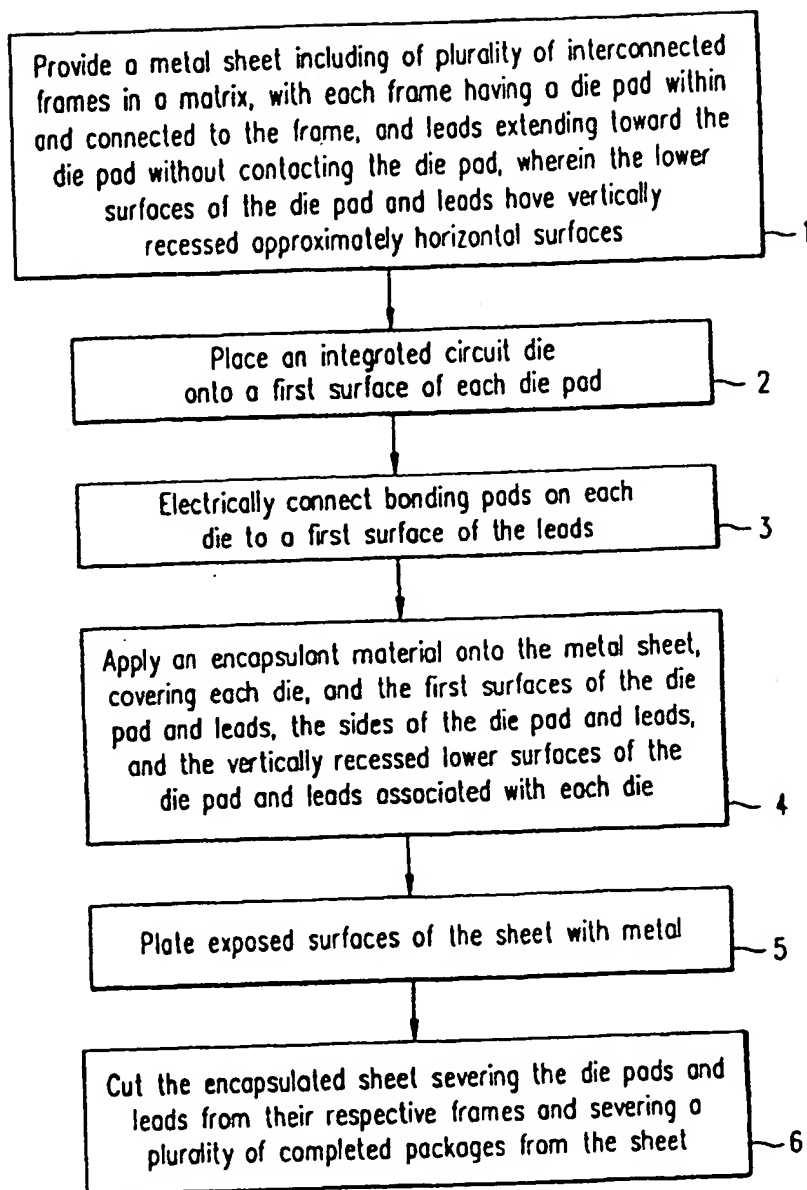 Provide a metal sheet including of plurality of interconnected
frames in a matrix, with each frame having a die pad within
and connected to the frame, and leads extending toward the
die pad without contacting the die pad, wherein the lower
surfaces of the die pad and leads have vertically
recessed approximately horizontal surfaces
1
Place an integrated circuit die
onto a first surface of each die pad
2
Electrically connect bonding pads on each
die to a first surface of the leads
3
Apply an encapsulant material onto the metal sheet,
covering each die, and the first surfaces of the die
pad and leads, the sides of the die pad and leads,
and the vertically recessed lower surfaces of the
die pad and leads associated with each die
4
Plate exposed surfaces of the sheet with metal
5
Cut the encapsulated sheet severing the die pads and
leads from their respective frames and severing a
plurality of completed packages from the sheet
6